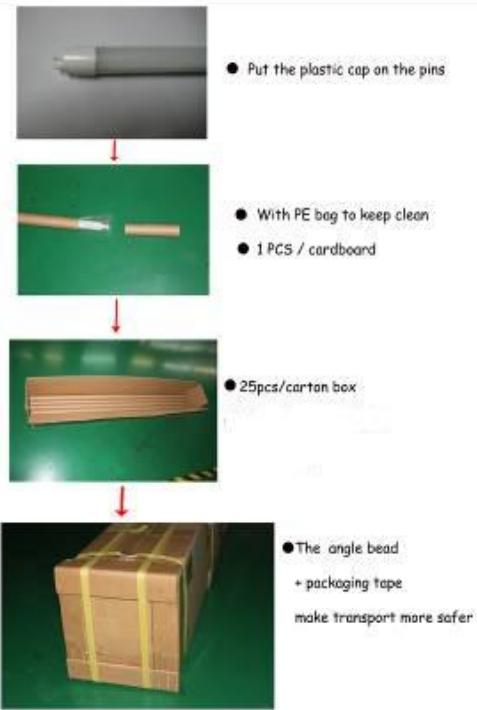 ● Put the plastic cap on the pins
● With PE bag to keep clean
● 1 PCS / cardboard
● 25pcs/carton box
● The angle bead
+ packaging tape
make transport more safer